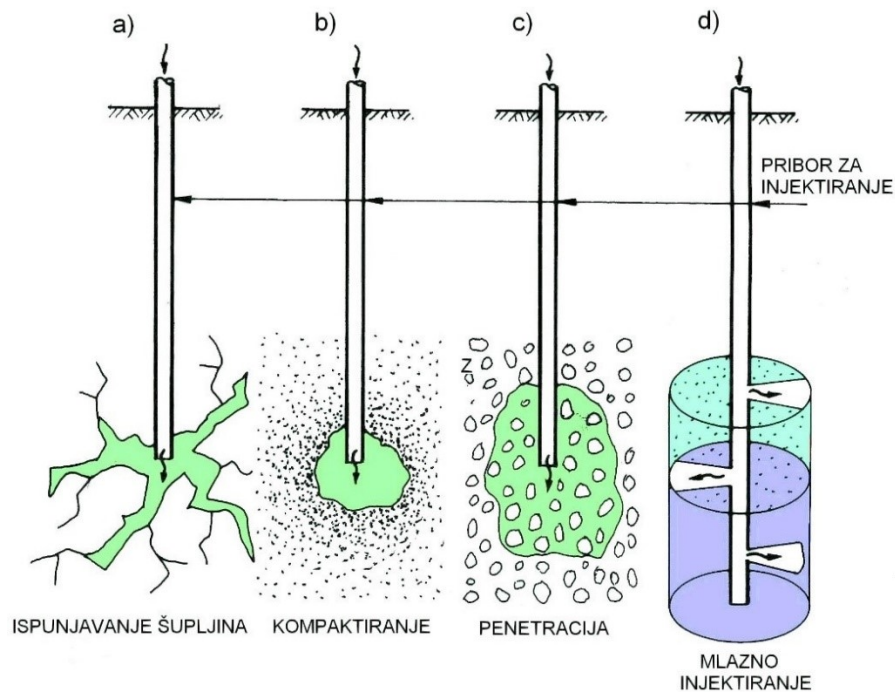 a)
b)
c)
d)
PRIBOR ZA
INJEKTIRANJE
Z
ISPUNJAVANJE ŠUPLJINA
KOMPAKTIRANJE
PENETRACIJA
MLAZNO
INJEKTIRANJE